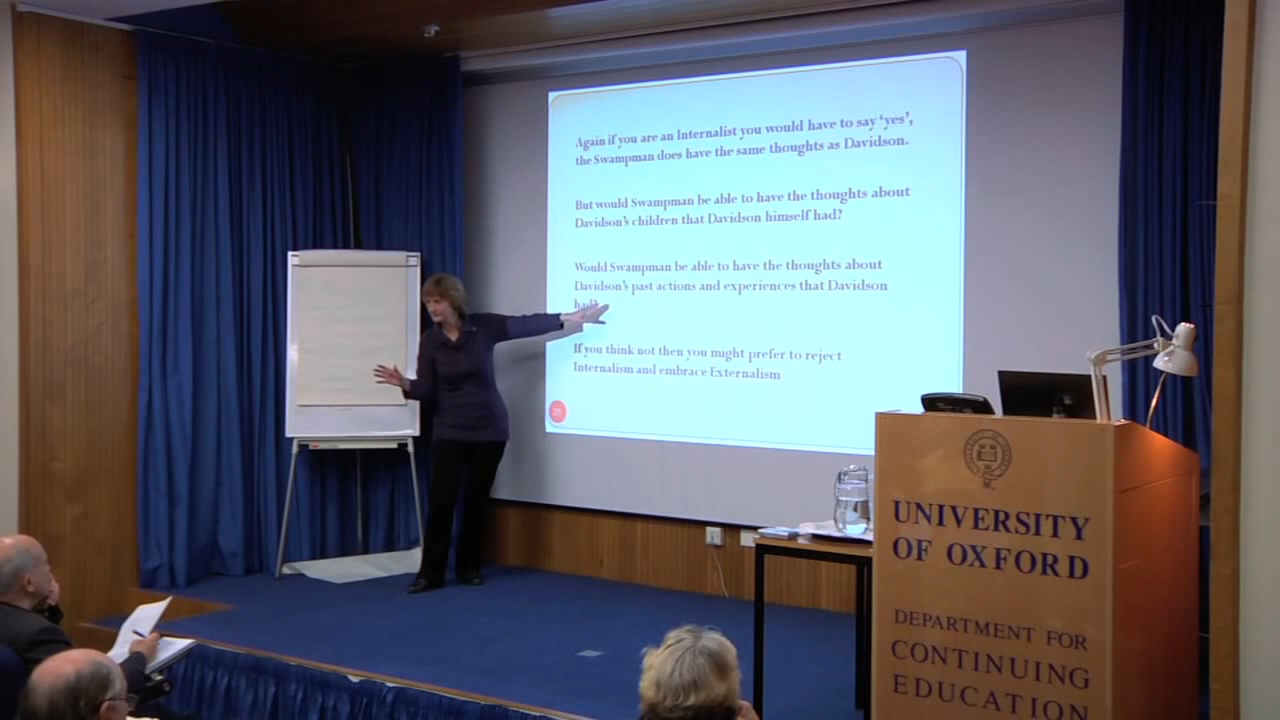 Again if you are an Internalist you would have to say ‘yes’,
the Swampman does have the same thoughts as Davidson.
But would Swampman be able to have the thoughts about
Davidson’s children that Davidson himself had?
Would Swampman be able to have the thoughts about
Davidson’s past actions and experiences that Davidson
had?
If you think not then you might prefer to reject
Internalism and embrace Externalism
UNIVERSITY
OF OXFORD
DEPARTMENT FOR
CONTINUING
EDUCATION